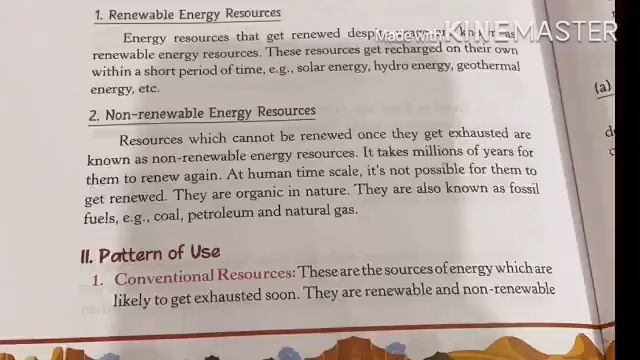 Made with KINEMASTER
1. Renewable Energy Resources
Energy resources that get renewed despite usage are known as
renewable energy resources. These resources get recharged on their own
within a short period of time, e.g., solar energy, hydro energy, geothermal
energy, etc.
2. Non-renewable Energy Resources
Resources which cannot be renewed once they get exhausted are
known as non-renewable energy resources. It takes millions of years for
them to renew again. At human time scale, it's not possible for them to
get renewed. They are organic in nature. They are also known as fossil
fuels, e.g., coal, petroleum and natural gas.
II. Pattern of Use
1. Conventional Resources: These are the sources of energy which are
likely to get exhausted soon. They are renewable and non-renewable
(a)